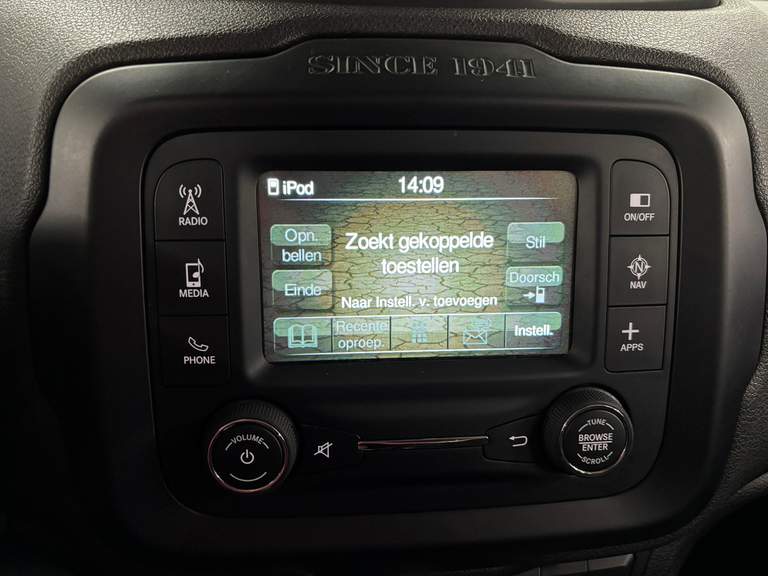 SINCE 1941
iPod 14:09
Opn.
bellen
Zoekt gekoppelde
toestellen
Stil
Einde
Doorsch
Naar Instell. v. toevoegen
Recente
oproep.
Instell.
RADIO
MEDIA
PHONE
ON/OFF
N
NAV
APPS
VOLUME
TUNE
BROWSE
ENTER
SCROLL